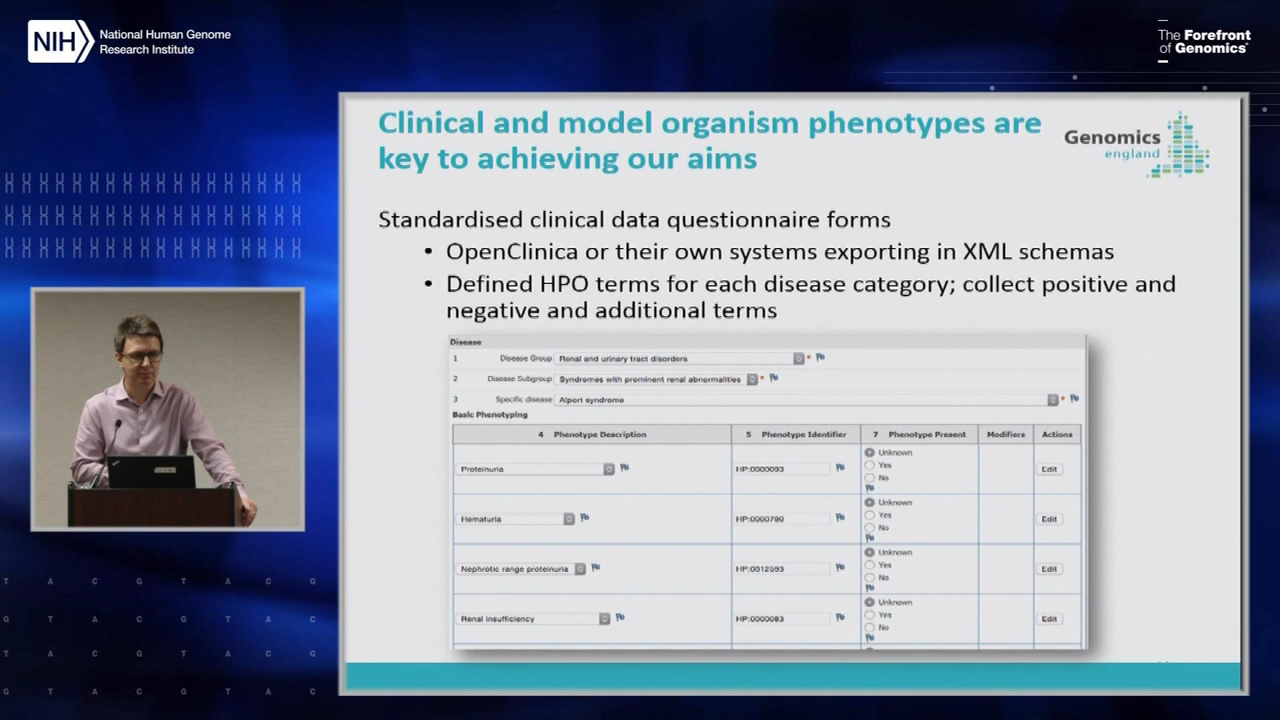 NIH
National Human Genome
Research Institute
The Forefront
of Genomics®
Clinical and model organism phenotypes are
key to achieving our aims
Genomics
england
Standardised clinical data questionnaire forms
• OpenClinica or their own systems exporting in XML schemas
• Defined HPO terms for each disease category; collect positive and
negative and additional terms
Disease
1 Disease Group Renal and urinary tract disorders *
2 Disease Subgroup Syndromes with prominent renal abnormalities *
3 Specific disease Alport syndrome *
Basic Phenotyping
4 Phenotype Description 5 Phenotype Identifier 7 Phenotype Present Modifiers Actions
Unknown
Proteinuria HP:0000093 Yes Edit
No
Unknown
Hematuria HP:0000790 Yes Edit
No
Unknown
Nephrotic range proteinuria HP:0012593 Yes Edit
No
Unknown
Renal insufficiency HP:0000083 Yes Edit
No
T A C G T A C G
G T A C G T A C
T A C G T A C G
G T A C G T A C